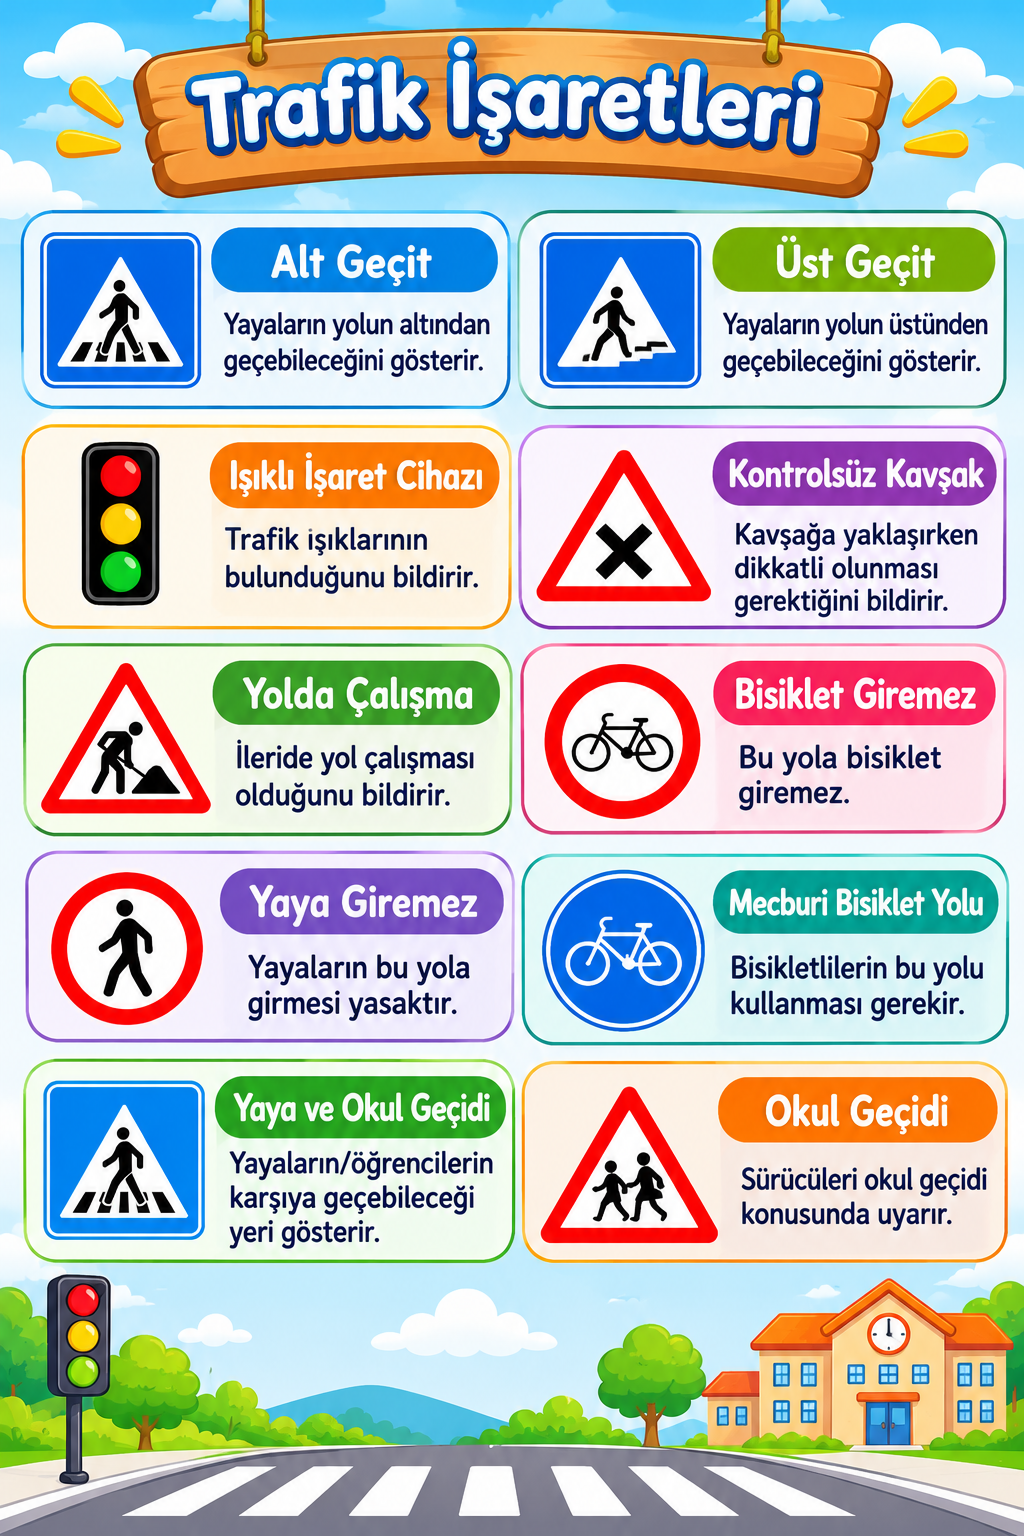 Trafik İşaretleri
Alt Geçit
Yayaların yolun altından
geçebileceğini gösterir.
Üst Geçit
Yayaların yolun üstünden
geçebileceğini gösterir.
Işıklı İşaret Cihazı
Trafik ışıklarının
bulunduğunu bildirir.
Kontrolsüz Kavşak
Kavşağa yaklaşırken
dikkatli olunması
gerektiğini bildirir.
Yolda Çalışma
İleride yol çalışması
olduğunu bildirir.
Bisiklet Giremez
Bu yola bisiklet
giremez.
Yaya Giremez
Yayaların bu yola
girmesi yasaktır.
Mecburi Bisiklet Yolu
Bisikletlilerin bu yolu
kullanması gerekir.
Yaya ve Okul Geçidi
Yayaların/öğrencilerin
karşıya geçebileceği
yeri gösterir.
Okul Geçidi
Sürücüleri okul geçidi
konusunda uyarır.